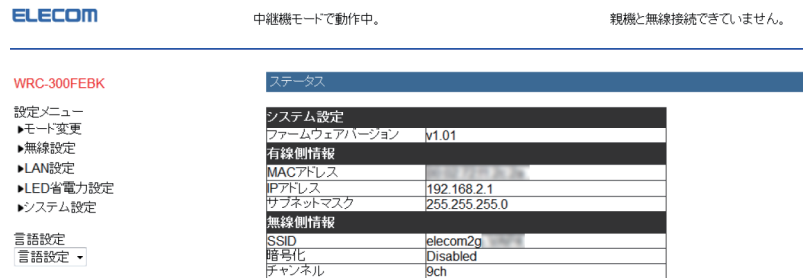 ELECOM 中継機モードで動作中。 親機と無線接続できていません。
WRC-300FEBK
設定メニュー
▶モード変更
▶無線設定
▶LAN設定
▶LED省電力設定
▶システム設定
言語設定
言語設定
ステータス
システム設定
ファームウェアバージョン v1.01
有線側情報
MACアドレス
IPアドレス 192.168.2.1
サブネットマスク 255.255.255.0
無線側情報
SSID elecom2g
暗号化 Disabled
チャンネル 9ch